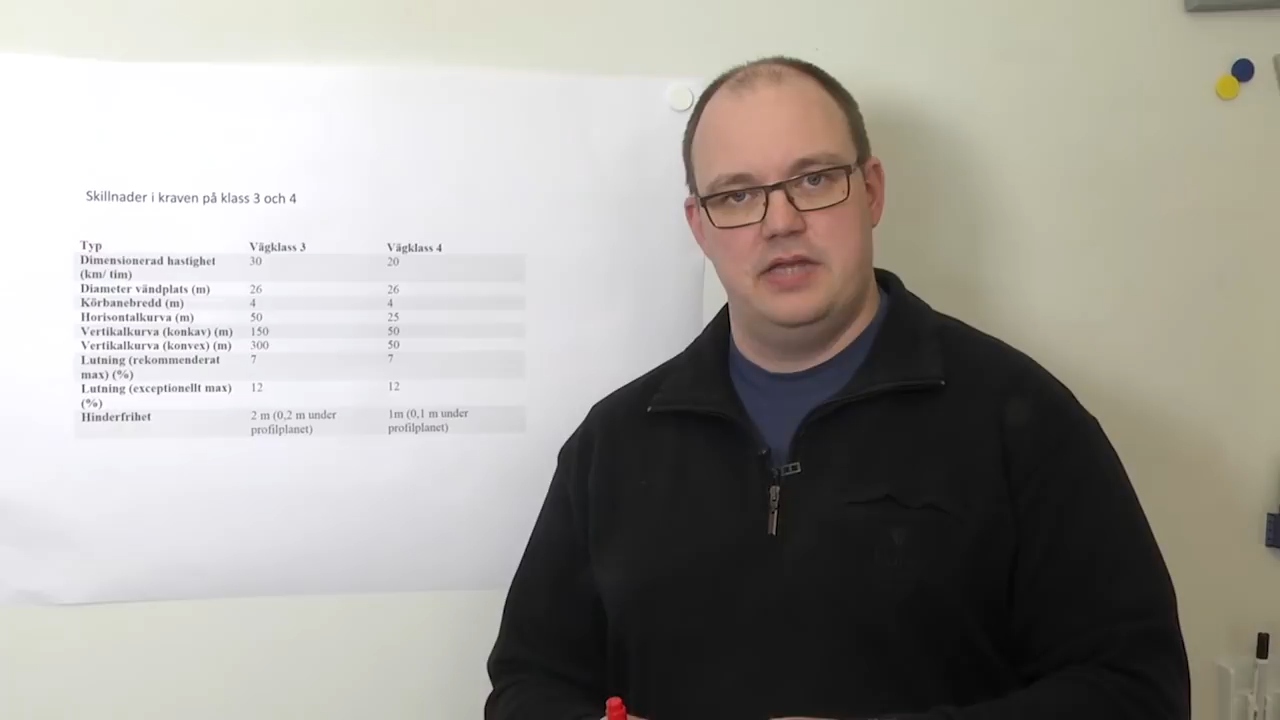 Skillnader i kraven på klass 3 och 4
Typ Vägklass 3 Vägklass 4
Dimensionerad hastighet 30 20
(km/ tim)
Diameter vändplats (m) 26 26
Körbanebredd (m) 4 4
Horisontalkurva (m) 50 25
Vertikalkurva (konkav) (m) 150 50
Vertikalkurva (konvex) (m) 300 50
Lutning (rekommenderat 7 7
max) (%)
Lutning (exceptionellt max) 12 12
(%)
Hinderfrihet 2 m (0,2 m under 1m (0,1 m under
profilplanet) profilplanet)